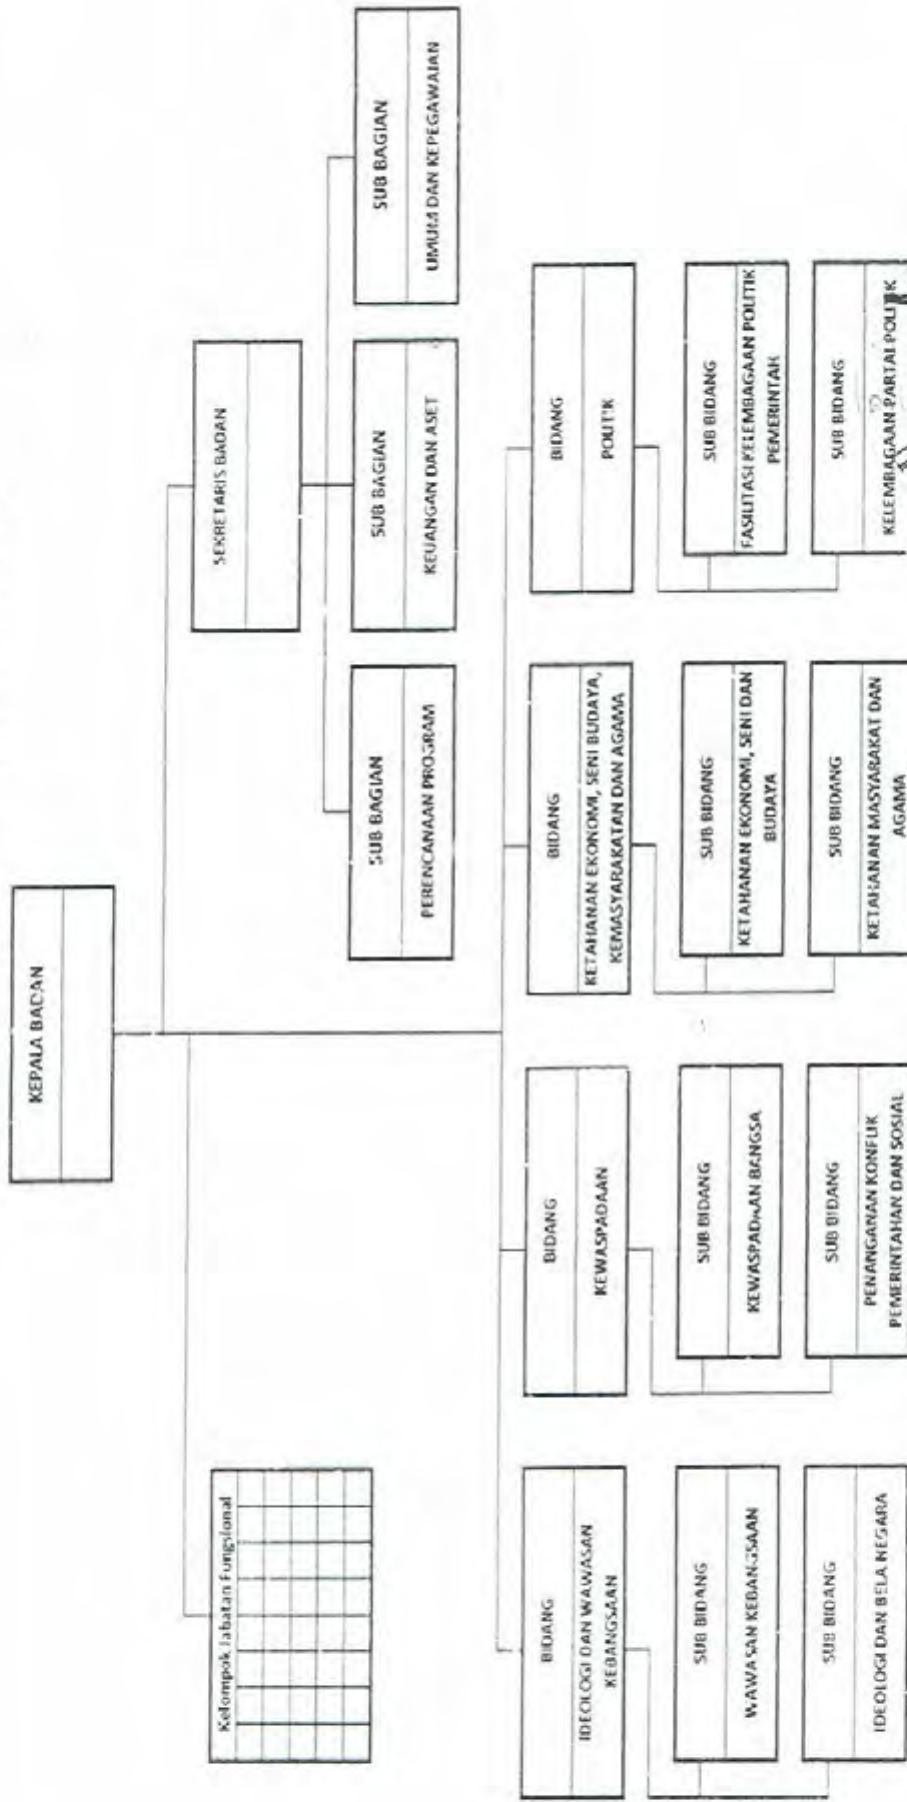 KEPALA BADAN
Kelompok Jabatan Fungsional
SEKRETARIS BADAN
SUB BAGIAN
PERENCANAAN PROGRAM
SUB BAGIAN
KEUANGAN DAN ASET
SUB BAGIAN
UMUM DAN KEPEGAWAIAN
BIDANG
IDEOLOGI DAN WAWASAN
KEBANGSAAN
SUB BIDANG
WAWASAN KEBANGSAAN
SUB BIDANG
IDEOLOGI DAN BELA NEGARA
BIDANG
KEWASPADAAN
SUB BIDANG
KEWASPADAAN BANGSA
SUB BIDANG
PENANGANAN KONFLIK
PEMERINTAHAN DAN SOSIAL
BIDANG
KETAHANAN EKONOMI, SENI BUDAYA,
KEMASYARAKATAN DAN AGAMA
SUB BIDANG
KETAHANAN EKONOMI, SENI DAN
BUDAYA
SUB BIDANG
KETAHANAN MASYARAKAT DAN
AGAMA
BIDANG
POLITIK
SUB BIDANG
FASILITASI KELEMBAGAAN POLITIK
PEMERINTAH
SUB BIDANG
KELEMBAGAAN PARTAI POLITIK